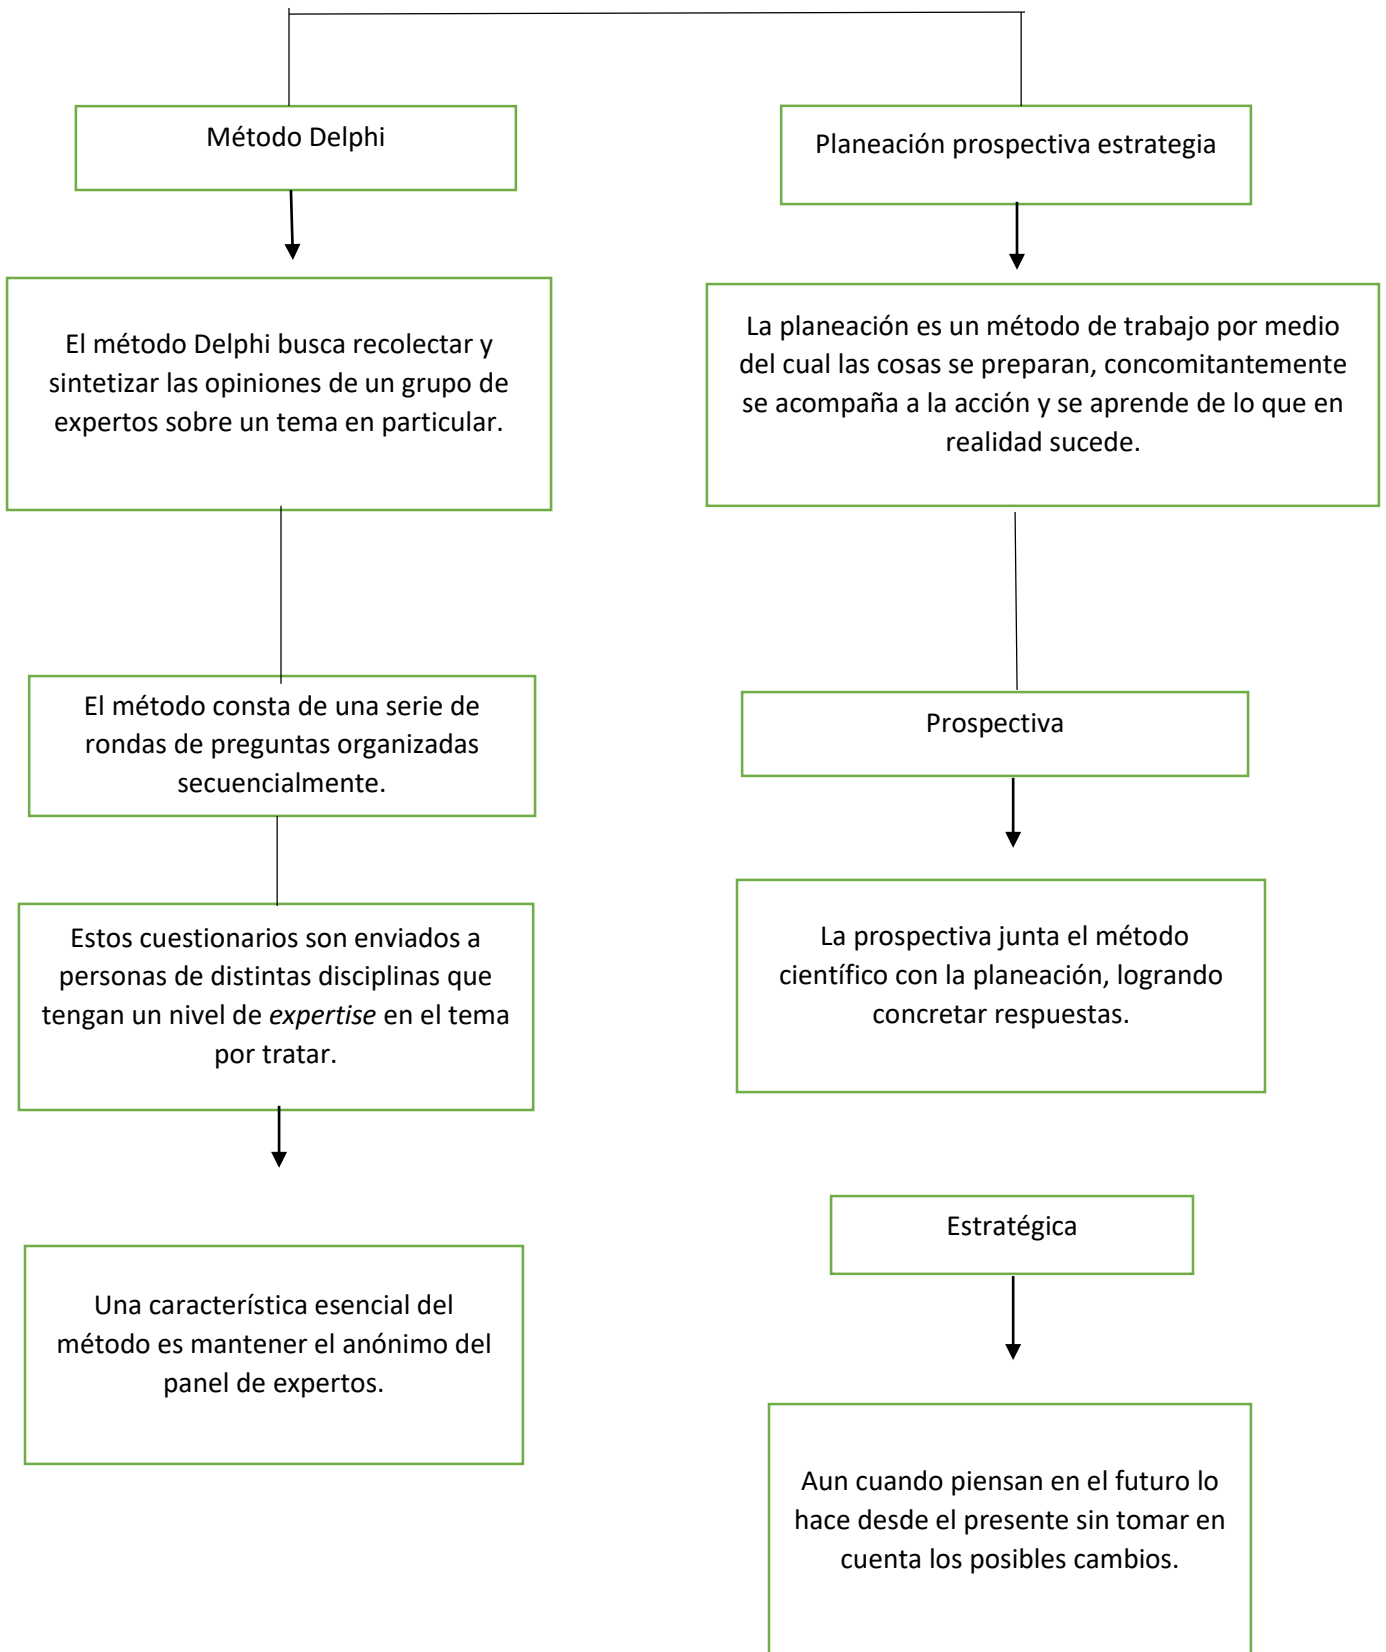 Método Delphi
El método Delphi busca recolectar y
sintetizar las opiniones de un grupo de
expertos sobre un tema en particular.
El método consta de una serie de
rondas de preguntas organizadas
secuencialmente.
Estos cuestionarios son enviados a
personas de distintas disciplinas que
tengan un nivel de expertise en el tema
por tratar.
Una característica esencial del
método es mantener el anónimo del
panel de expertos.
Planeación prospectiva estrategia
La planeación es un método de trabajo por medio
del cual las cosas se preparan, concomitantemente
se acompaña a la acción y se aprende de lo que en
realidad sucede.
Prospectiva
La prospectiva junta el método
científico con la planeación, logrando
concretar respuestas.
Estratégica
Aun cuando piensan en el futuro lo
hace desde el presente sin tomar en
cuenta los posibles cambios.